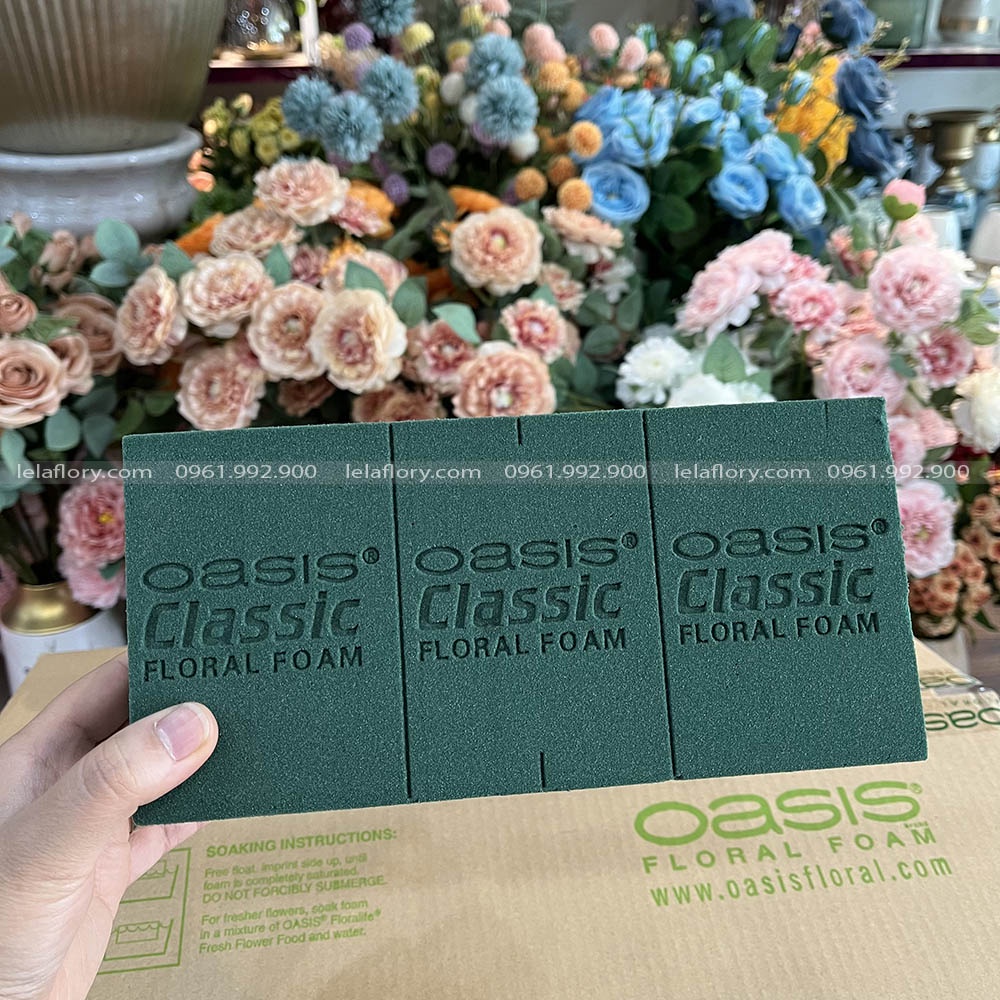 lelaflory.com 0961.992.900 lelaflory.com 0961.992.900 lelaflory.com 0961.992.900
OASIS®
Classic
FLORAL FOAM
OASIS®
Classic
FLORAL FOAM
OASIS®
Classic
FLORAL FOAM
SOAKING INSTRUCTIONS:
Free float, imprint side up, until
foam is completely saturated.
DO NOT FORCIBLY SUBMERGE.
For fresher flowers, soak foam
in a mixture of OASIS® Floralife®
Fresh Flower Food and water.
OASIS®
FLORAL FOAM
www.oasisfloral.com